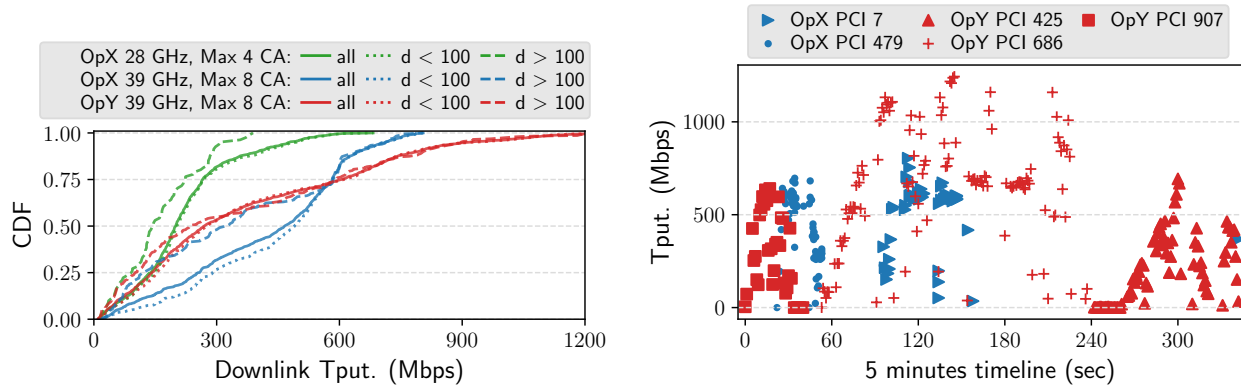 OpX 28 GHz, Max 4 CA: all d < 100 d > 100
OpX 39 GHz, Max 8 CA: all d < 100 d > 100
OpY 39 GHz, Max 8 CA: all d < 100 d > 100
CDF
1.00
0.75
0.50
0.25
0.00
0 300 600 900 1200
Downlink Tput. (Mbps)
OpX PCI 7 OpY PCI 425 OpY PCI 907
OpX PCI 479 OpY PCI 686
Tput. (Mbps)
1000
500
0
0 60 120 180 240 300
5 minutes timeline (sec)